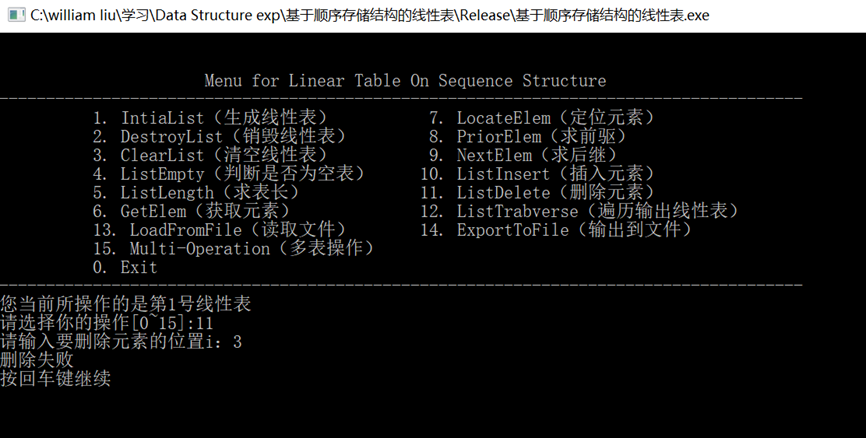 C:\william liu\学习\Data Structure exp\基于顺序存储结构的线性表\Release\基于顺序存储结构的线性表.exe
Menu for Linear Table On Sequence Structure
-------------------------------------------------------------------------------------
1. IntiaList（生成线性表） 7. LocateElem（定位元素）
2. DestroyList（销毁线性表） 8. PriorElem（求前驱）
3. ClearList（清空线性表） 9. NextElem（求后继）
4. ListEmpty（判断是否为空表） 10. ListInsert（插入元素）
5. ListLength（求表长） 11. ListDelete（删除元素）
6. GetElem（获取元素） 12. ListTrabverse（遍历输出线性表）
13. LoadFromFile（读取文件） 14. ExportToFile（输出到文件）
15. Multi-Operation（多表操作）
0. Exit
-------------------------------------------------------------------------------------
您当前所操作的是第1号线性表
请选择你的操作[0~15]:11
请输入要删除元素的位置i: 3
删除失败
按回车键继续